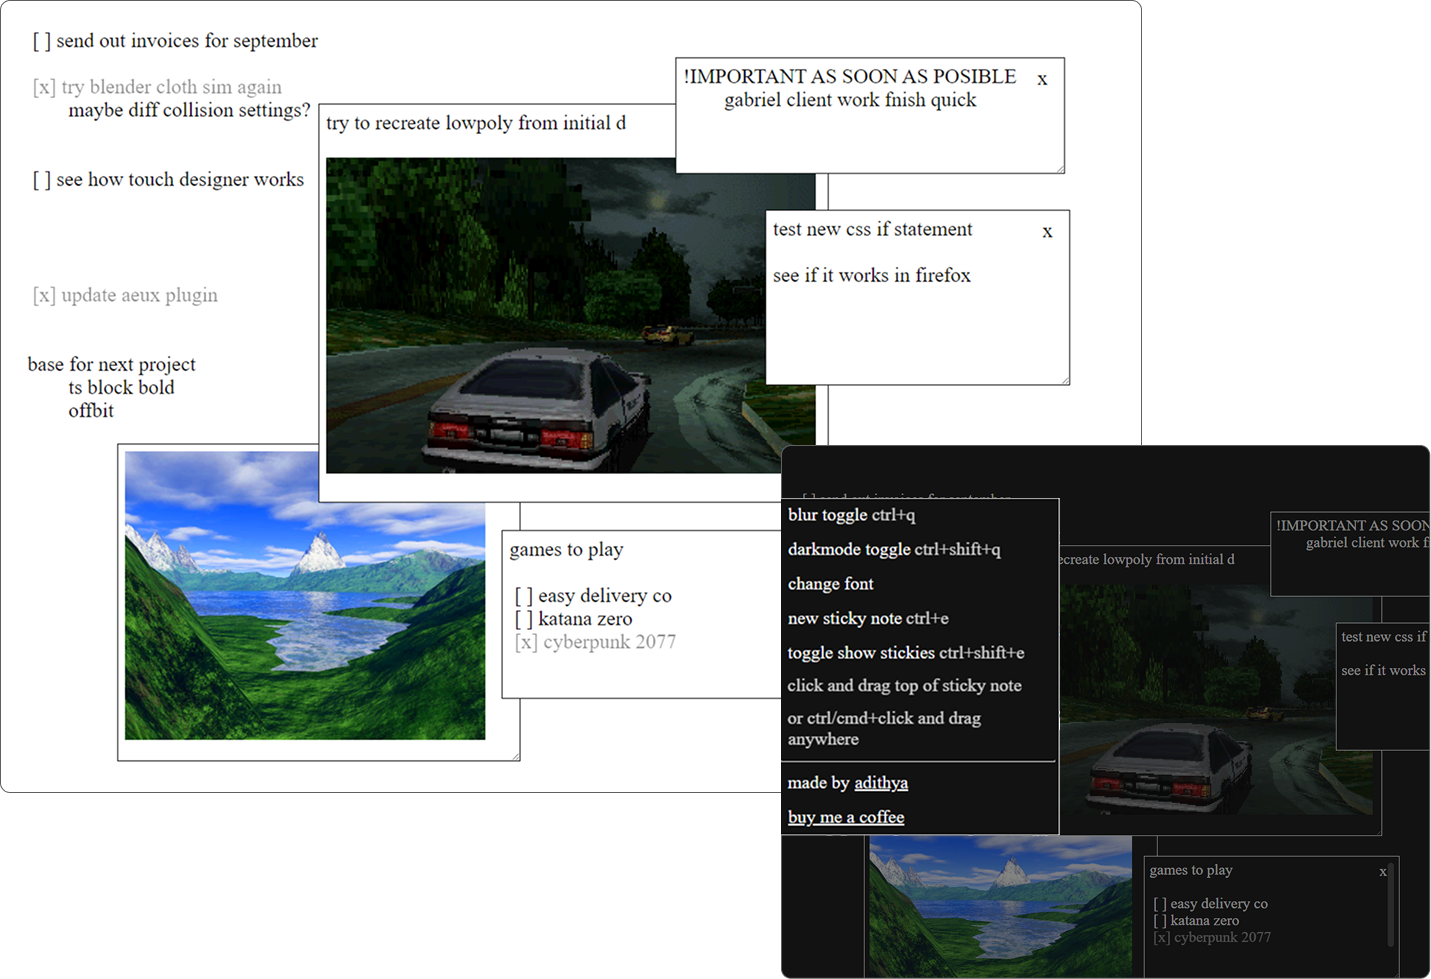 [ ] send out invoices for september
[x] try blender cloth sim again
maybe diff collision settings?
[ ] see how touch designer works
[x] update aeux plugin
base for next project
ts block bold
offbit
try to recreate lowpoly from initial d
!IMPORTANT AS SOON AS POSIBLE x
gabriel client work fnish quick
test new css if statement x
see if it works in firefox
games to play
[ ] easy delivery co
[ ] katana zero
[x] cyberpunk 2077
[ ] send out invoices for september
blur toggle ctrl+q
darkmode toggle ctrl+shift+q
change font
new sticky note ctrl+e
toggle show stickies ctrl+shift+e
click and drag top of sticky note
or ctrl/cmd+click and drag
anywhere
made by adithya
buy me a coffee
ecreate lowpoly from initial d
!IMPORTANT AS SOON
gabriel client work f
test new css if
see if it works
games to play x
[ ] easy delivery co
[ ] katana zero
[x] cyberpunk 2077